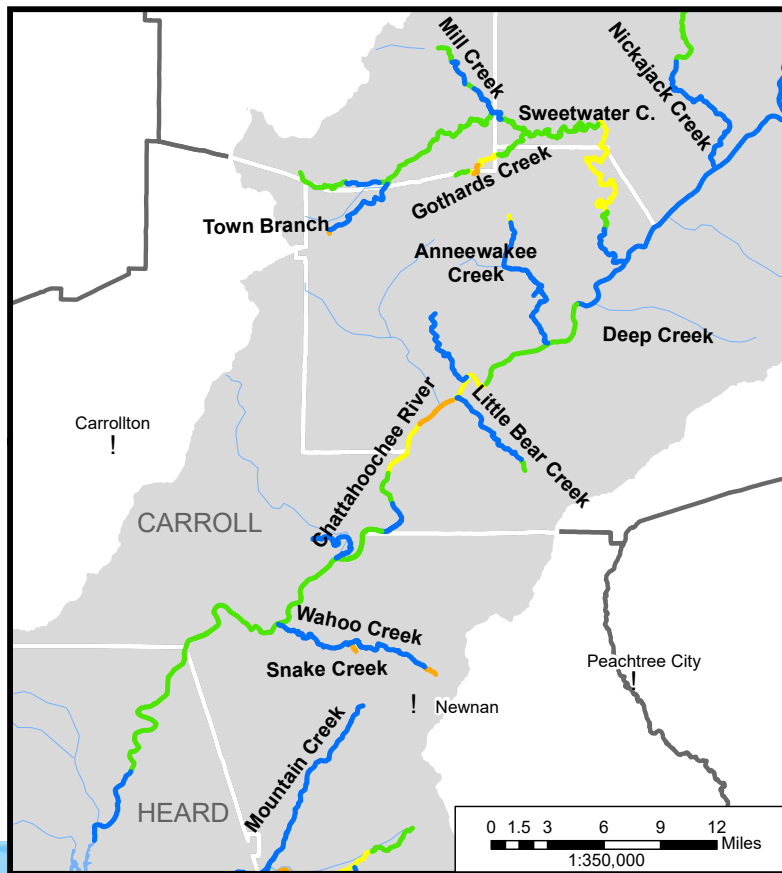 Mill Creek
Nickajack Creek
Sweetwater C.
Gothards Creek
Town Branch
Anneewakee
Creek
Deep Creek
Chattahoochee River
Little Bear Creek
Carrollton
!
CARROLL
Wahoo Creek
Snake Creek
Peachtree City
!
! Newnan
Mountain Creek
HEARD
0 1.5 3 6 9 12
Miles
1:350,000